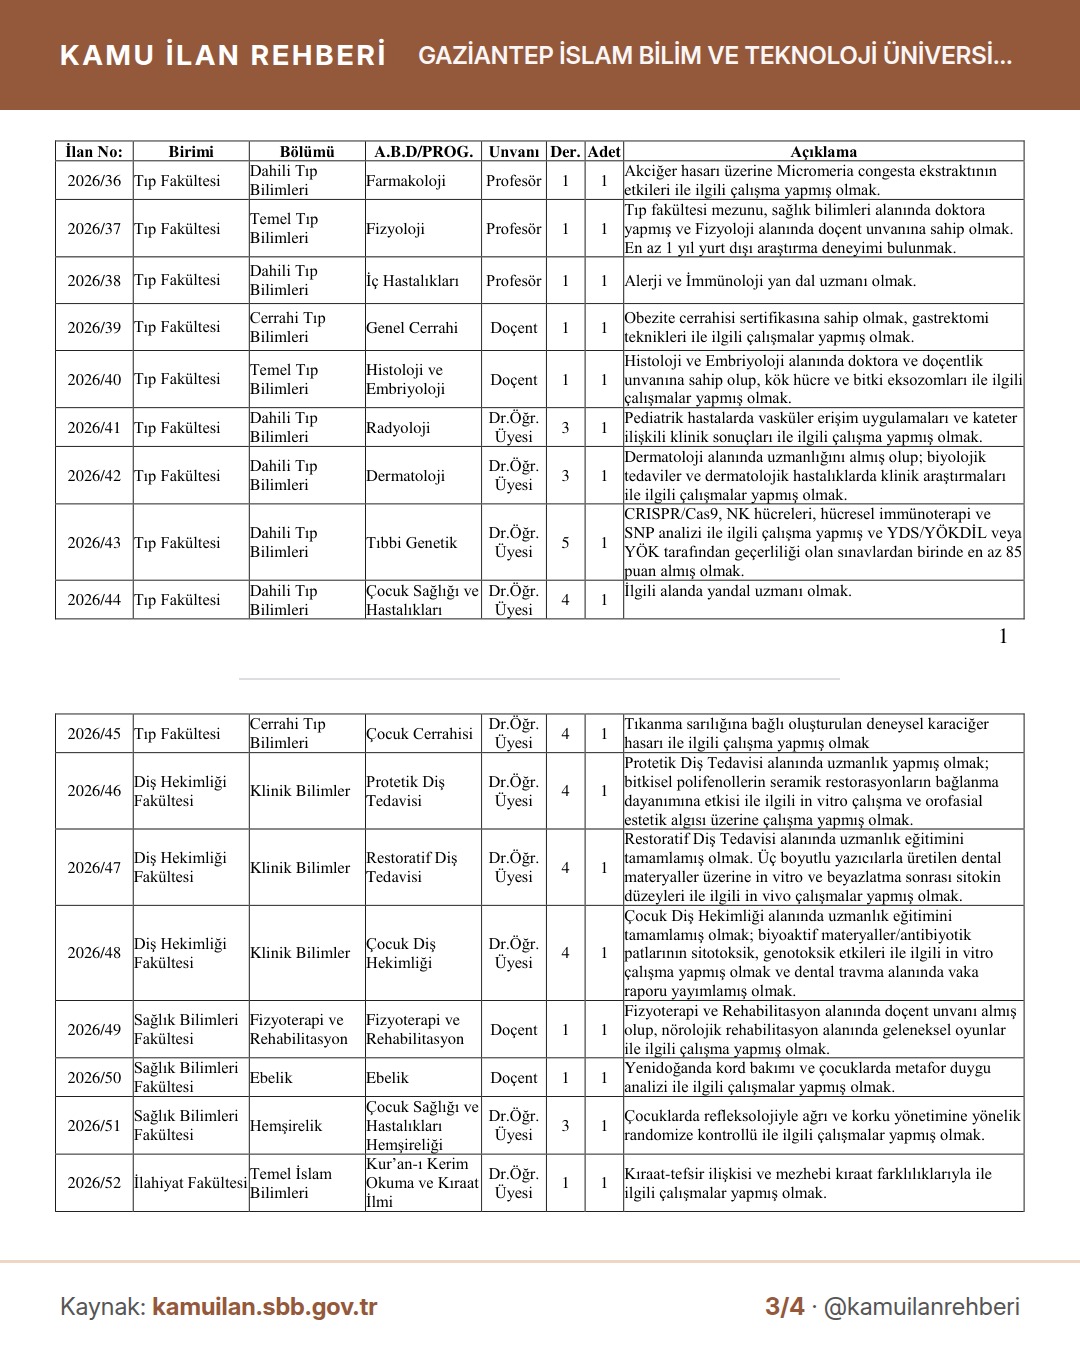 KAMU İLAN REHBERİ GAZİANTEP İSLAM BİLİM VE TEKNOLOJİ ÜNİVERSİ...
İlan No: Birimi Bölümü A.B.D/PROG. Unvanı Der. Adet Açıklama
2026/36 Tıp Fakültesi Dahili Tıp Bilimleri Farmakoloji Profesör 1 1 Akciğer hasarı üzerine Micromeria congesta ekstraktının
etkileri ile ilgili çalışma yapmış olmak.
2026/37 Tıp Fakültesi Temel Tıp Bilimleri Fizyoloji Profesör 1 1 Tıp fakültesi mezunu, sağlık bilimleri alanında doktora
yapmış ve Fizyoloji alanında doçent unvanına sahip olmak.
En az 1 yıl yurt dışı araştırma deneyimi bulunmak.
2026/38 Tıp Fakültesi Dahili Tıp Bilimleri İç Hastalıkları Profesör 1 1 Alerji ve İmmünoloji yan dal uzmanı olmak.
2026/39 Tıp Fakültesi Cerrahi Tıp Bilimleri Genel Cerrahi Doçent 1 1 Obezite cerrahisi sertifikasına sahip olmak, gastrektomi
teknikleri ile ilgili çalışmalar yapmış olmak.
2026/40 Tıp Fakültesi Temel Tıp Bilimleri Histoloji ve Embriyoloji Doçent 1 1 Histoloji ve Embriyoloji alanında doktora ve doçentlik
unvanına sahip olup, kök hücre ve bitki eksozomları ile ilgili
çalışmalar yapmış olmak.
2026/41 Tıp Fakültesi Dahili Tıp Bilimleri Radyoloji Dr.Öğr. Üyesi 3 1 Pediatrik hastalarda vasküler erişim uygulamaları ve kateter
ilişkili klinik sonuçları ile ilgili çalışma yapmış olmak.
2026/42 Tıp Fakültesi Dahili Tıp Bilimleri Dermatoloji Dr.Öğr. Üyesi 3 1 Dermatoloji alanında uzmanlığını almış olup; biyolojik
tedaviler ve dermatolojik hastalıklarda klinik araştırmaları
ile ilgili çalışmalar yapmış olmak.
2026/43 Tıp Fakültesi Dahili Tıp Bilimleri Tıbbi Genetik Dr.Öğr. Üyesi 5 1 CRISPR/Cas9, NK hücreleri, hücresel immünoterapi ve
SNP analizi ile ilgili çalışma yapmış ve YDS/YÖKDİL veya
YÖK tarafından geçerliliği olan sınavlardan birinde en az 85
puan almış olmak.
2026/44 Tıp Fakültesi Dahili Tıp Bilimleri Çocuk Sağlığı ve Hastalıkları Dr.Öğr. Üyesi 4 1 İlgili alanda yandal uzmanı olmak.
1
2026/45 Tıp Fakültesi Cerrahi Tıp Bilimleri Çocuk Cerrahisi Dr.Öğr. Üyesi 4 1 Tıkanma sarılığına bağlı oluşturulan deneysel karaciğer
hasarı ile ilgili çalışma yapmış olmak
2026/46 Diş Hekimliği Fakültesi Klinik Bilimler Protetik Diş Tedavisi Dr.Öğr. Üyesi 4 1 Protetik Diş Tedavisi alanında uzmanlık yapmış olmak;
bitkisel polifenollerin seramik restorasyonların bağlanma
dayanımına etkisi ile ilgili in vitro çalışma ve orofasial
estetik algısı üzerine çalışma yapmış olmak.
2026/47 Diş Hekimliği Fakültesi Klinik Bilimler Restoratif Diş Tedavisi Dr.Öğr. Üyesi 4 1 Restoratif Diş Tedavisi alanında uzmanlık eğitimini
tamamlamış olmak. Üç boyutlu yazıcılarla üretilen dental
materyaller üzerine in vitro ve beyazlatma sonrası sitokin
düzeyleri ile ilgili in vivo çalışmalar yapmış olmak.
2026/48 Diş Hekimliği Fakültesi Klinik Bilimler Çocuk Diş Hekimliği Dr.Öğr. Üyesi 4 1 Çocuk Diş Hekimliği alanında uzmanlık eğitimini
tamamlamış olmak; biyoaktif materyaller/antibiyotik
patlarının sitotoksik, genotoksik etkileri ile ilgili in vitro
çalışma yapmış olmak ve dental travma alanında vaka
raporu yayımlamış olmak.
2026/49 Sağlık Bilimleri Fakültesi Fizyoterapi ve Rehabilitasyon Fizyoterapi ve Rehabilitasyon Doçent 1 1 Fizyoterapi ve Rehabilitasyon alanında doçent unvanı almış
olup, nörolojik rehabilitasyon alanında geleneksel oyunlar
ile ilgili çalışma yapmış olmak.
2026/50 Sağlık Bilimleri Fakültesi Ebelik Ebelik Doçent 1 1 Yenidoğanda kord bakımı ve çocuklarda metafor duygu
analizi ile ilgili çalışmalar yapmış olmak.
2026/51 Sağlık Bilimleri Fakültesi Hemşirelik Çocuk Sağlığı ve Hastalıkları Hemşireliği Dr.Öğr. Üyesi 3 1 Çocuklarda refleksolojiyle ağrı ve korku yönetimine yönelik
randomize kontrollü ile ilgili çalışmalar yapmış olmak.
2026/52 İlahiyat Fakültesi Temel İslam Bilimleri Kur’an-ı Kerim Okuma ve Kıraat İlmi Dr.Öğr. Üyesi 1 1 Kıraat-tefsir ilişkisi ve mezhebi kıraat farklılıklarıyla ile
ilgili çalışmalar yapmış olmak.
Kaynak: kamuilan.sbb.gov.tr 3/4 · @kamuilanrehberi